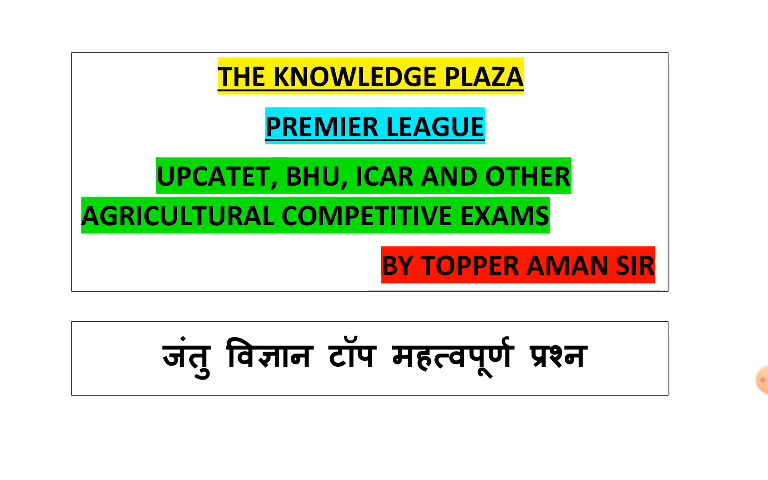 THE KNOWLEDGE PLAZA
PREMIER LEAGUE
UPCATET, BHU, ICAR AND OTHER
AGRICULTURAL COMPETITIVE EXAMS
BY TOPPER AMAN SIR
जंतु विज्ञान टॉप महत्वपूर्ण प्रश्न